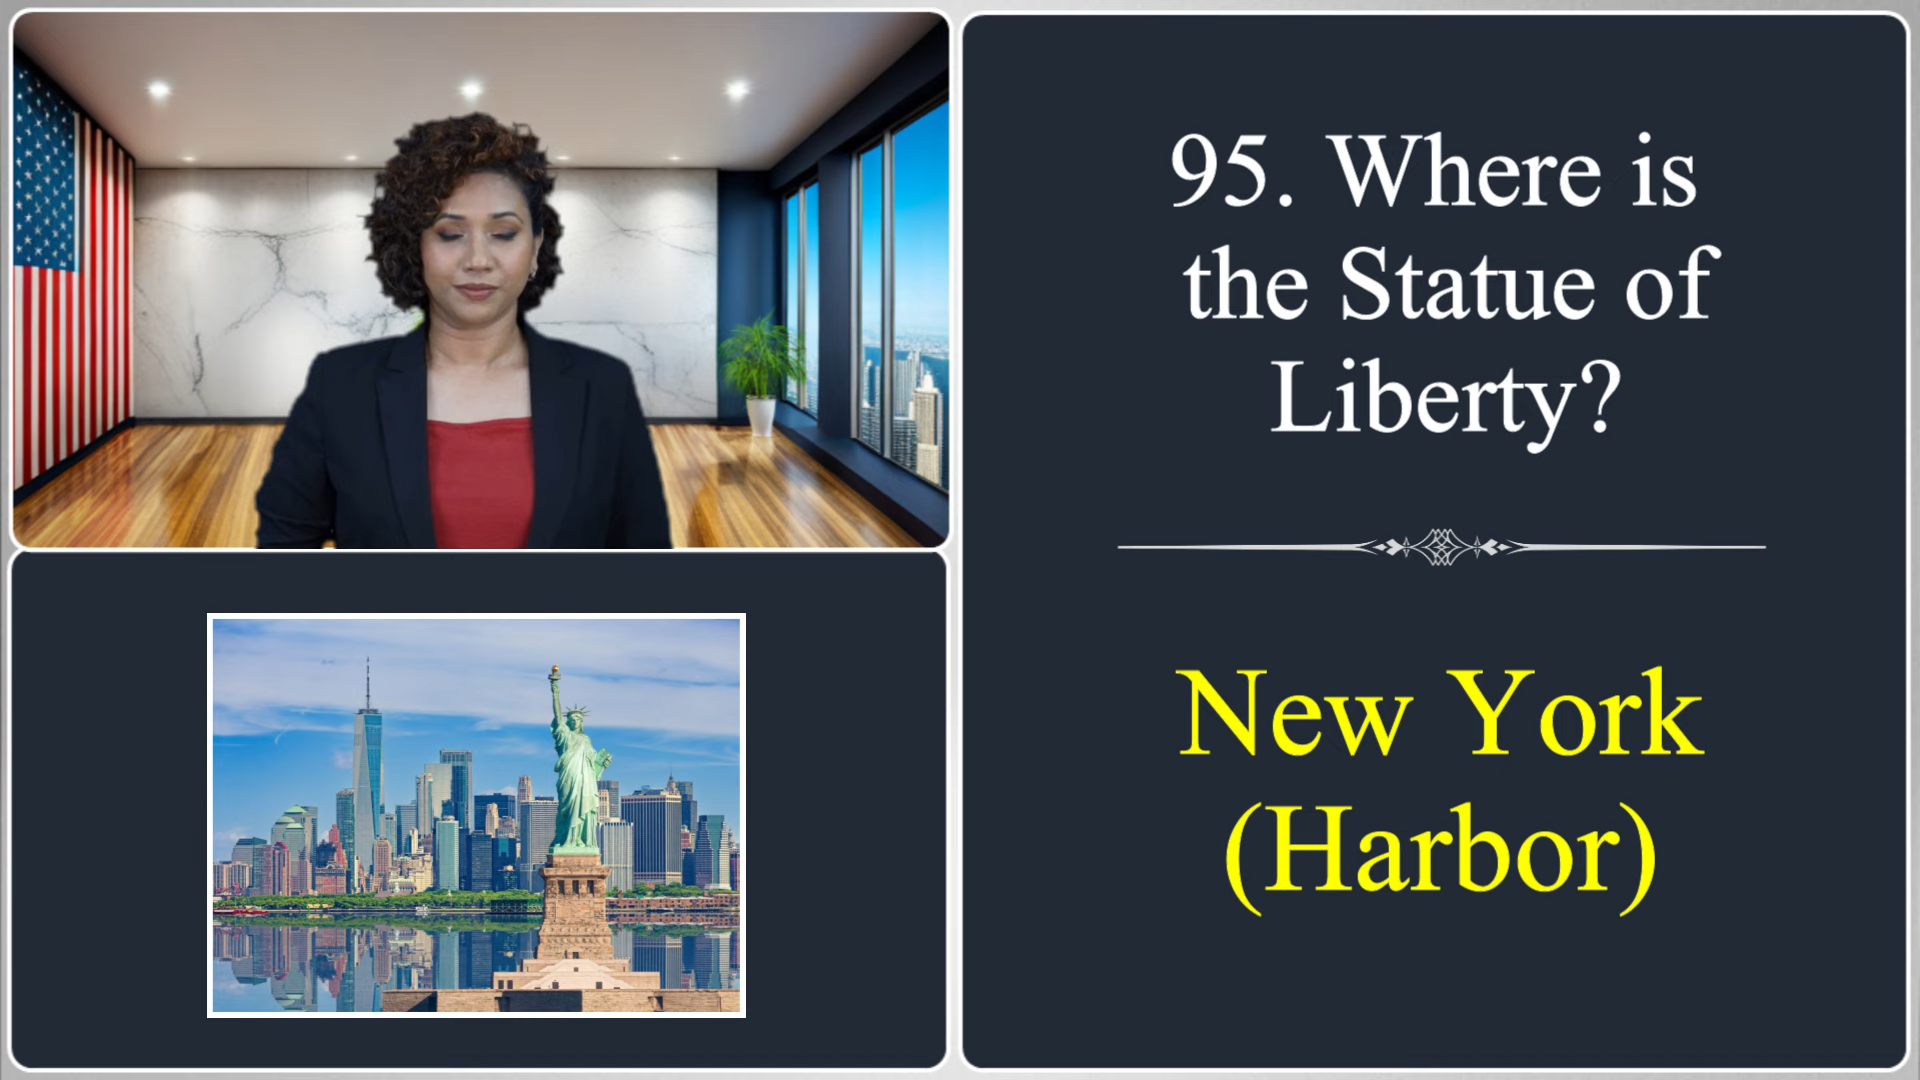 95. Where is
the Statue of
Liberty?
New York
(Harbor)